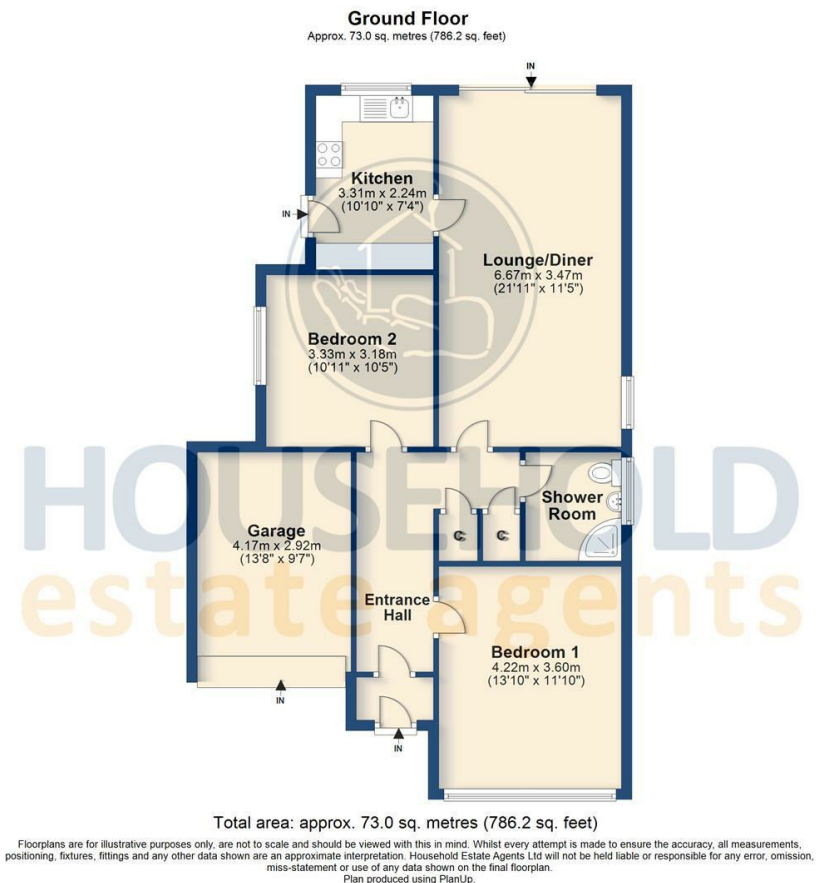 Ground Floor
Approx. 73.0 sq. metres (786.2 sq. feet)
IN
Kitchen
3.31m x 2.24m
(10'10" x 7'4")
IN
Lounge/Diner
6.67m x 3.47m
(21'11" x 11'5")
Bedroom 2
3.33m x 3.18m
(10'11" x 10'5")
HOUSEHOLD
estate agents
Shower
Room
Garage
4.17m x 2.92m
(13'8" x 9'7")
C
C
Entrance
Hall
Bedroom 1
4.22m x 3.60m
(13'10" x 11'10")
IN
IN
Total area: approx. 73.0 sq. metres (786.2 sq. feet)
Floorplans are for illustrative purposes only, are not to scale and should be viewed with this in mind. Whilst every attempt is made to ensure the accuracy, all measurements,
positioning, fixtures, fittings and any other data shown are an approximate interpretation. Household Estate Agents Ltd will not be held liable or responsible for any error, omission,
miss-statement or use of any data shown on the final floorplan.
Plan produced using PlanUp.